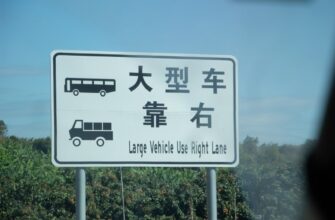 大型车
靠右
Large Vehicle Use Right Lane